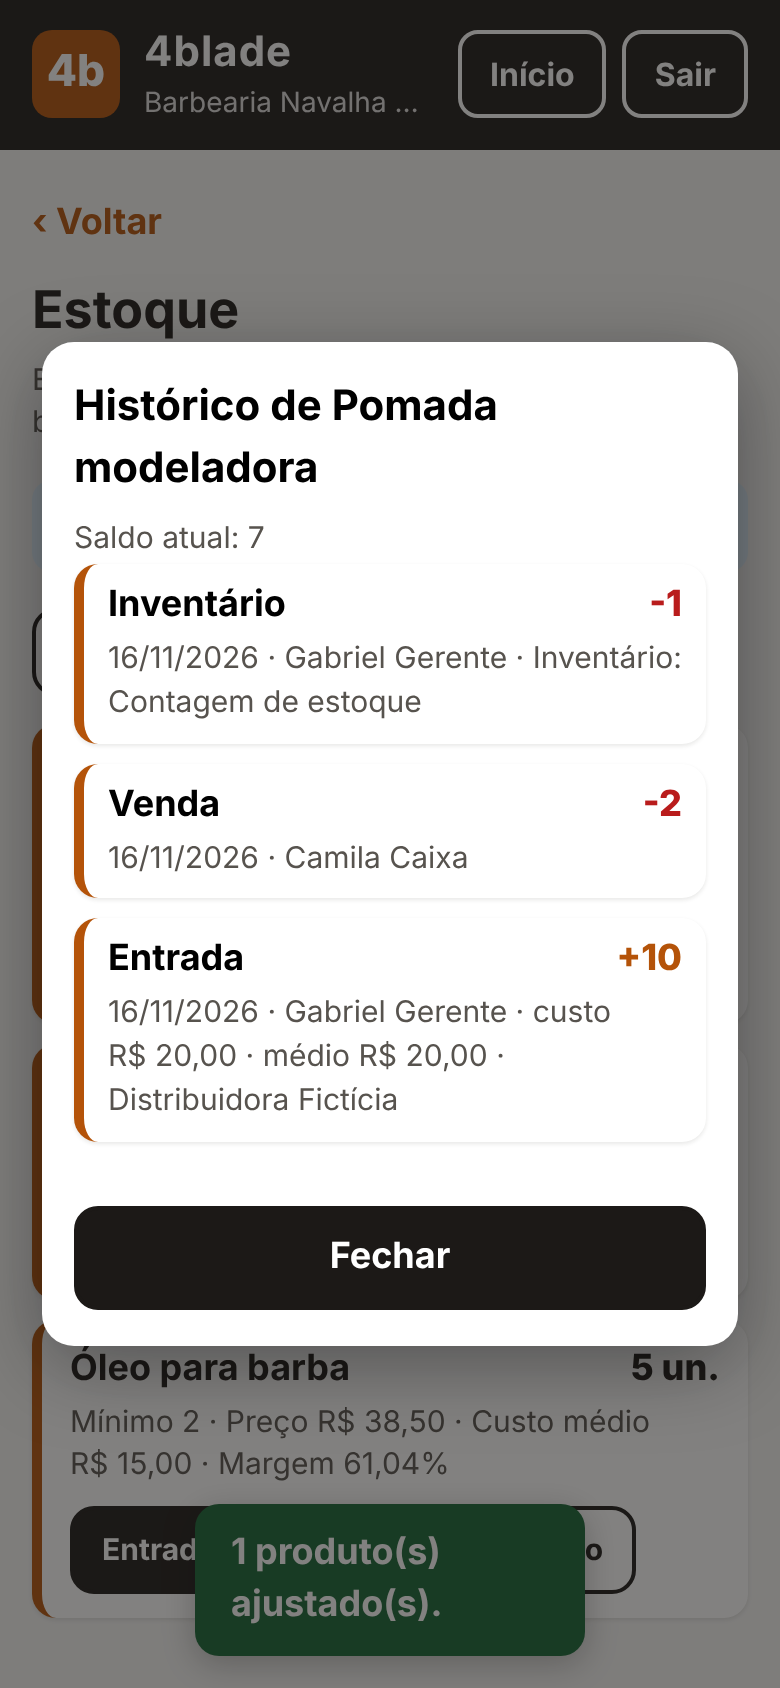 4b
4blade
Barbearia Navalha ...
Início
Sair
‹ Voltar
Estoque
Histórico de Pomada
modeladora
Saldo atual: 7
Inventário
-1
16/11/2026 · Gabriel Gerente · Inventário:
Contagem de estoque
Venda
-2
16/11/2026 · Camila Caixa
Entrada
+10
16/11/2026 · Gabriel Gerente · custo
R$ 20,00 · médio R$ 20,00 ·
Distribuidora Fictícia
Fechar
Óleo para barba
5 un.
Mínimo 2 · Preço R$ 38,50 · Custo médio
R$ 15,00 · Margem 61,04%
1 produto(s)
ajustado(s).